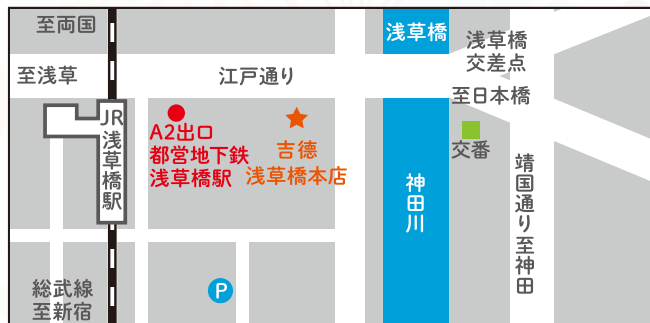 至両国
浅草橋
浅草橋
交差点
至浅草
江戸通り
至日本橋
JR
浅草橋駅
A2出口
都営地下鉄
浅草橋駅
吉德
浅草橋本店
交番
神田川
靖国通り至神田
総武線
至新宿
P